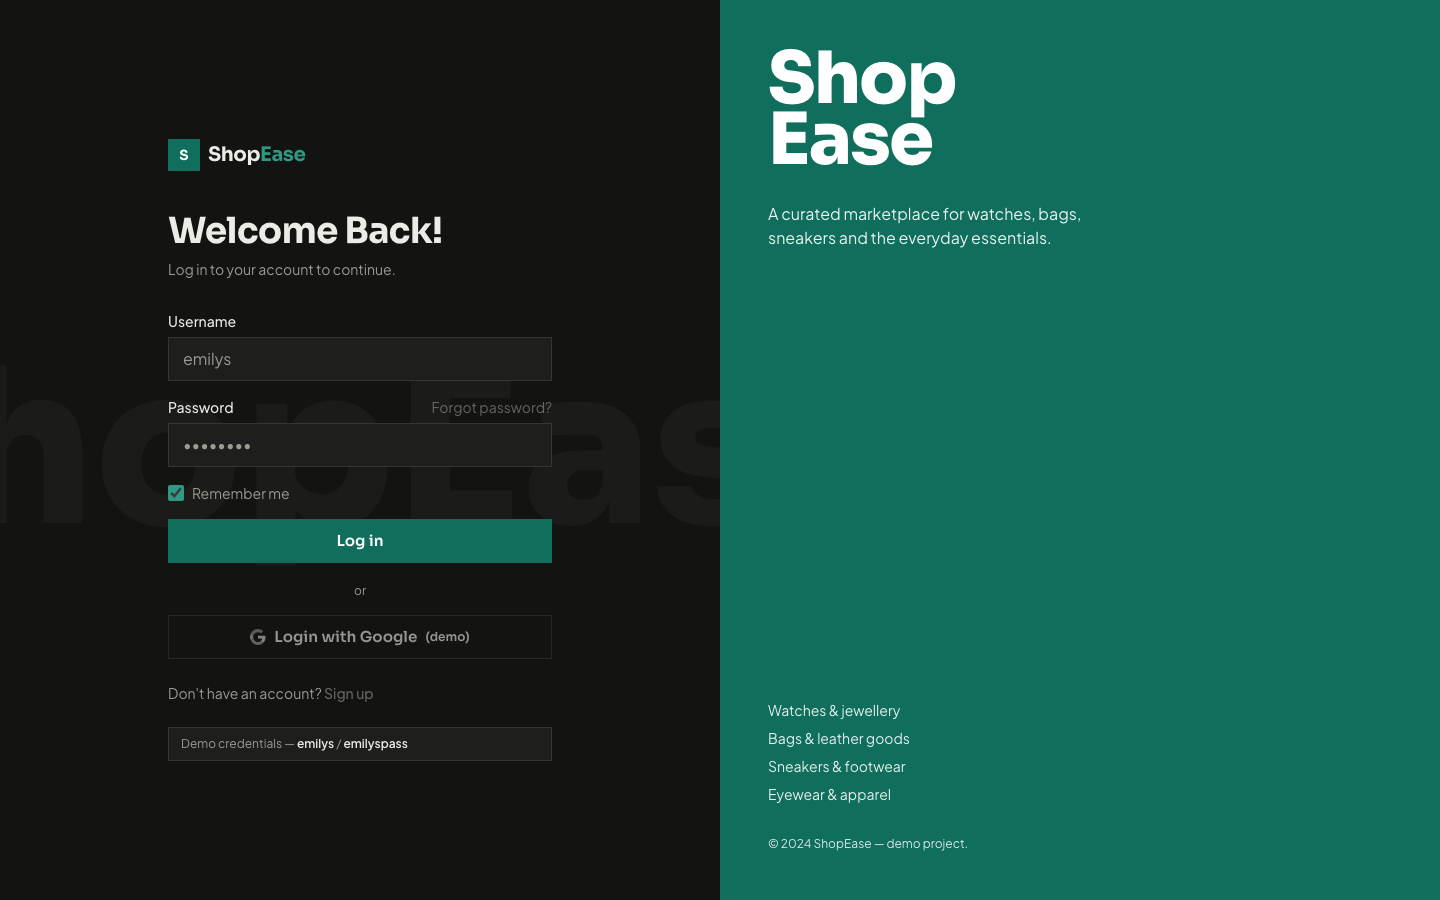 S ShopEase
Welcome Back!
Log in to your account to continue.
Username
emilys
Password Forgot password?
Remember me
Log in
or
Login with Google (demo)
Don't have an account? Sign up
Demo credentials — emilys / emilyspass
hopEas
Shop
Ease
A curated marketplace for watches, bags,
sneakers and the everyday essentials.
Watches & jewellery
Bags & leather goods
Sneakers & footwear
Eyewear & apparel
© 2024 ShopEase — demo project.